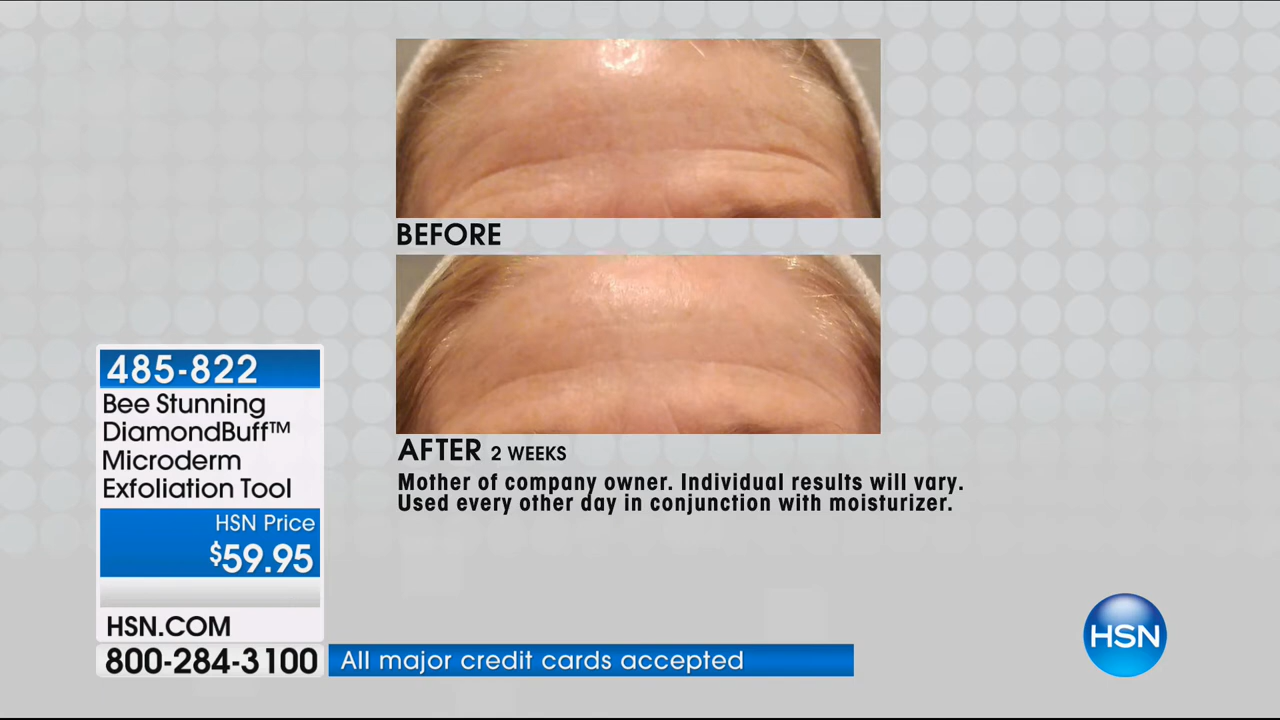 BEFORE
AFTER 2 WEEKS
Mother of company owner. Individual results will vary.
Used every other day in conjunction with moisturizer.
485-822
Bee Stunning
DiamondBuff™
Microderm
Exfoliation Tool
HSN Price
$59.95
HSN.COM
800-284-3100
All major credit cards accepted
HSN